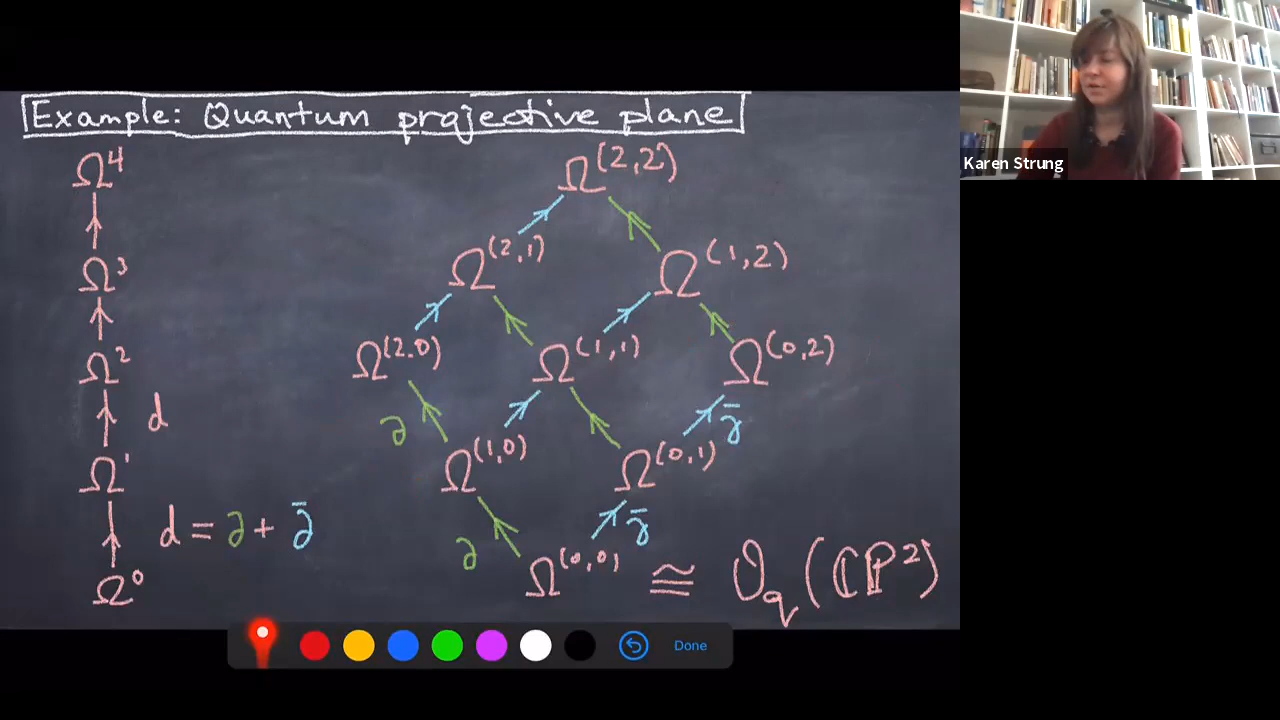 Example: Quantum projective plane
Ω⁴
Ω³
Ω²
d
Ω¹
d = ∂ + ∂̄
Ω⁰
Ω^(2,2)
Ω^(2,1) Ω^(1,2)
Ω^(2,0) Ω^(1,1) Ω^(0,2)
∂ ∂̄
Ω^(1,0) Ω^(0,1)
∂ ∂̄
Ω^(0,0) ≅ 𝒪_q(ℂℙ²)
Done
Karen Strung